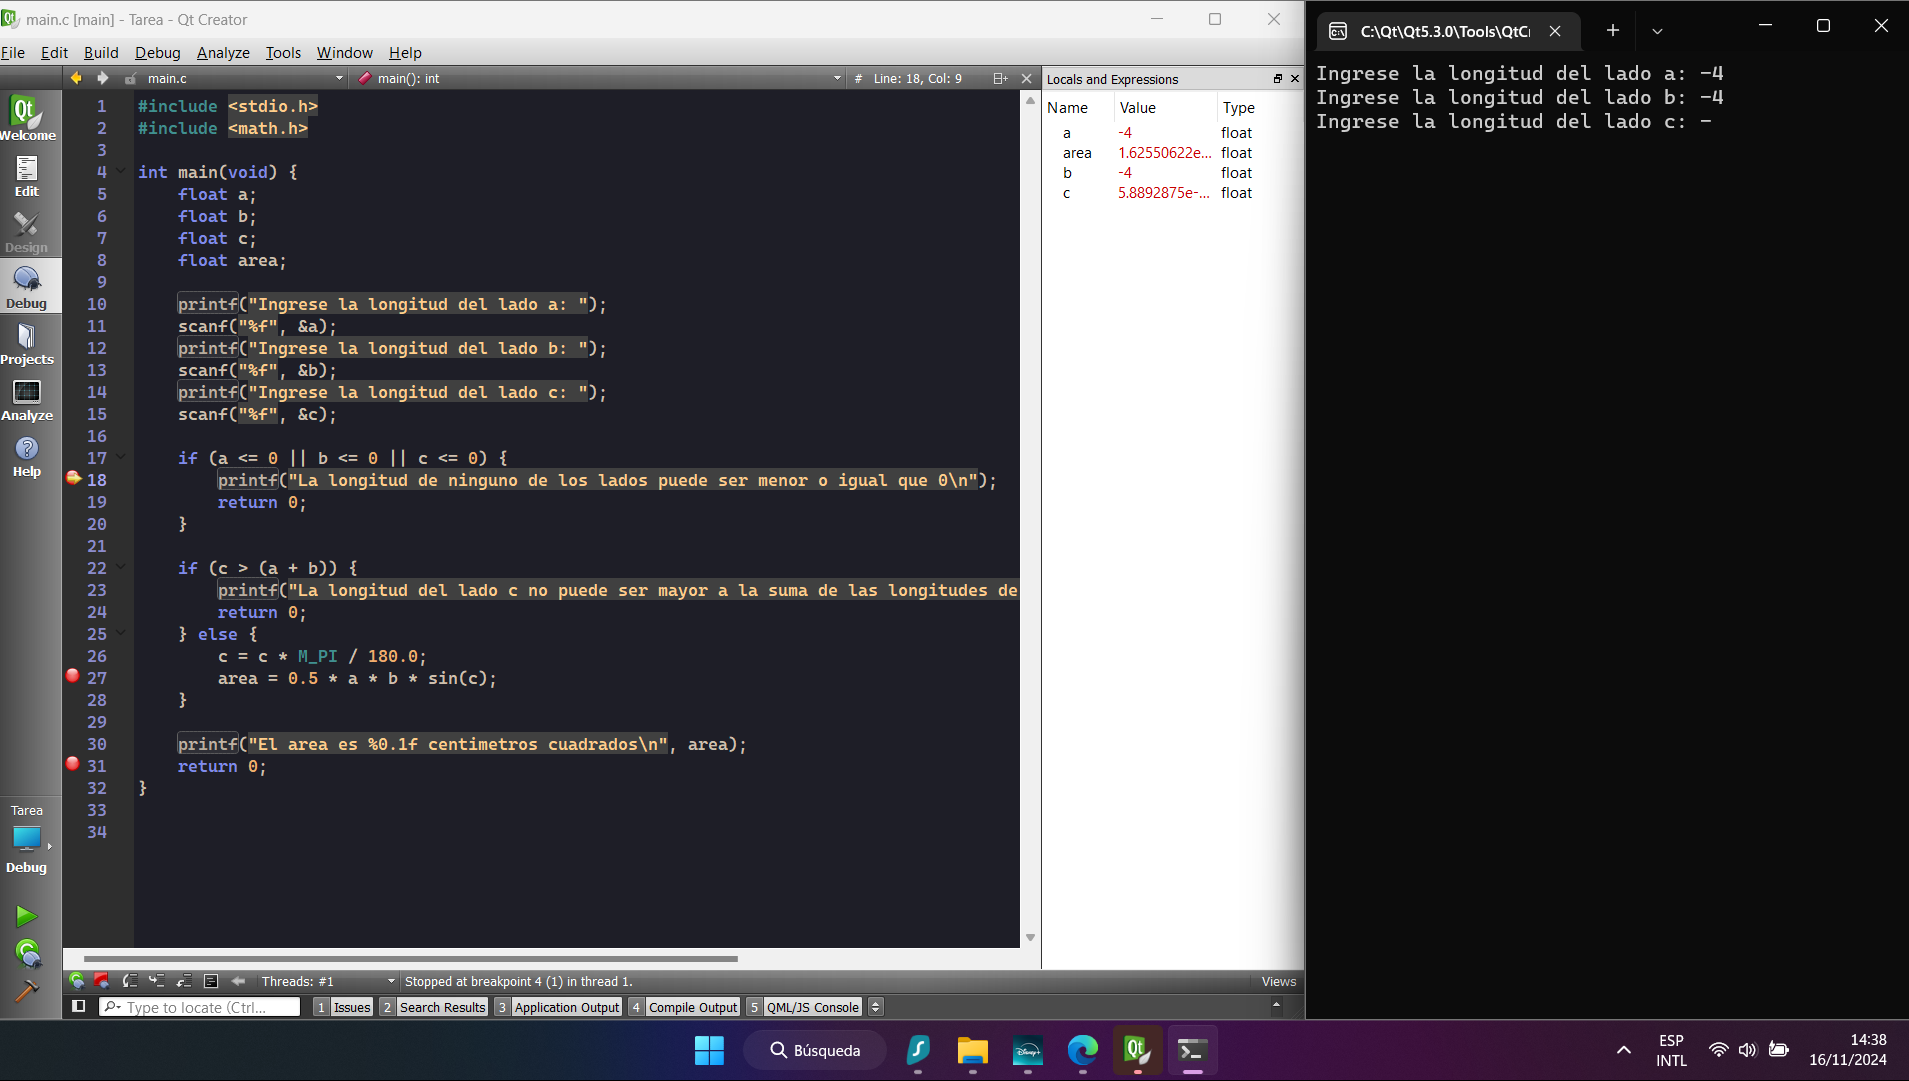 main.c [main] - Tarea - Qt Creator
File Edit Build Debug Analyze Tools Window Help
main.c
main(): int
# Line: 18, Col: 9
Welcome
Edit
Design
Debug
Projects
Analyze
Help
Tarea
Debug
1 #include <stdio.h>
2 #include <math.h>
3
4 int main(void) {
5 float a;
6 float b;
7 float c;
8 float area;
9
10 printf("Ingrese la longitud del lado a: ");
11 scanf("%f", &a);
12 printf("Ingrese la longitud del lado b: ");
13 scanf("%f", &b);
14 printf("Ingrese la longitud del lado c: ");
15 scanf("%f", &c);
16
17 if (a <= 0 || b <= 0 || c <= 0) {
18 printf("La longitud de ninguno de los lados puede ser menor o igual que 0\n");
19 return 0;
20 }
21
22 if (c > (a + b)) {
23 printf("La longitud del lado c no puede ser mayor a la suma de las longitudes de
24 return 0;
25 } else {
26 c = c * M_PI / 180.0;
27 area = 0.5 * a * b * sin(c);
28 }
29
30 printf("El area es %0.1f centimetros cuadrados\n", area);
31 return 0;
32 }
33
34
Locals and Expressions
Name Value Type
a -4 float
area 1.62550622e... float
b -4 float
c 5.8892875e-... float
Threads: #1
Stopped at breakpoint 4 (1) in thread 1.
Views
Type to locate (Ctrl...
1 Issues 2 Search Results 3 Application Output 4 Compile Output 5 QML/JS Console
C:\Qt\Qt5.3.0\Tools\QtCr
Ingrese la longitud del lado a: -4
Ingrese la longitud del lado b: -4
Ingrese la longitud del lado c: -
Búsqueda
Disney+
ESP
INTL
14:38
16/11/2024